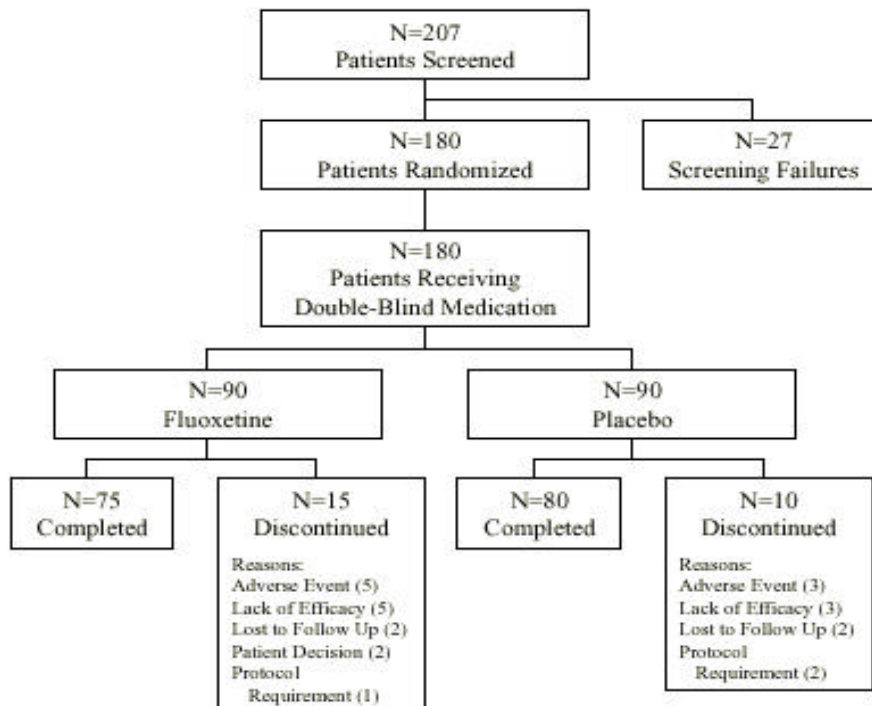 N=207
Patients Screened
N=180
Patients Randomized
N=27
Screening Failures
N=180
Patients Receiving
Double-Blind Medication
N=90
Fluoxetine
N=90
Placebo
N=75
Completed
N=15
Discontinued
Reasons:
Adverse Event (5)
Lack of Efficacy (5)
Lost to Follow Up (2)
Patient Decision (2)
Protocol
Requirement (1)
N=80
Completed
N=10
Discontinued
Reasons:
Adverse Event (3)
Lack of Efficacy (3)
Lost to Follow Up (2)
Protocol
Requirement (2)